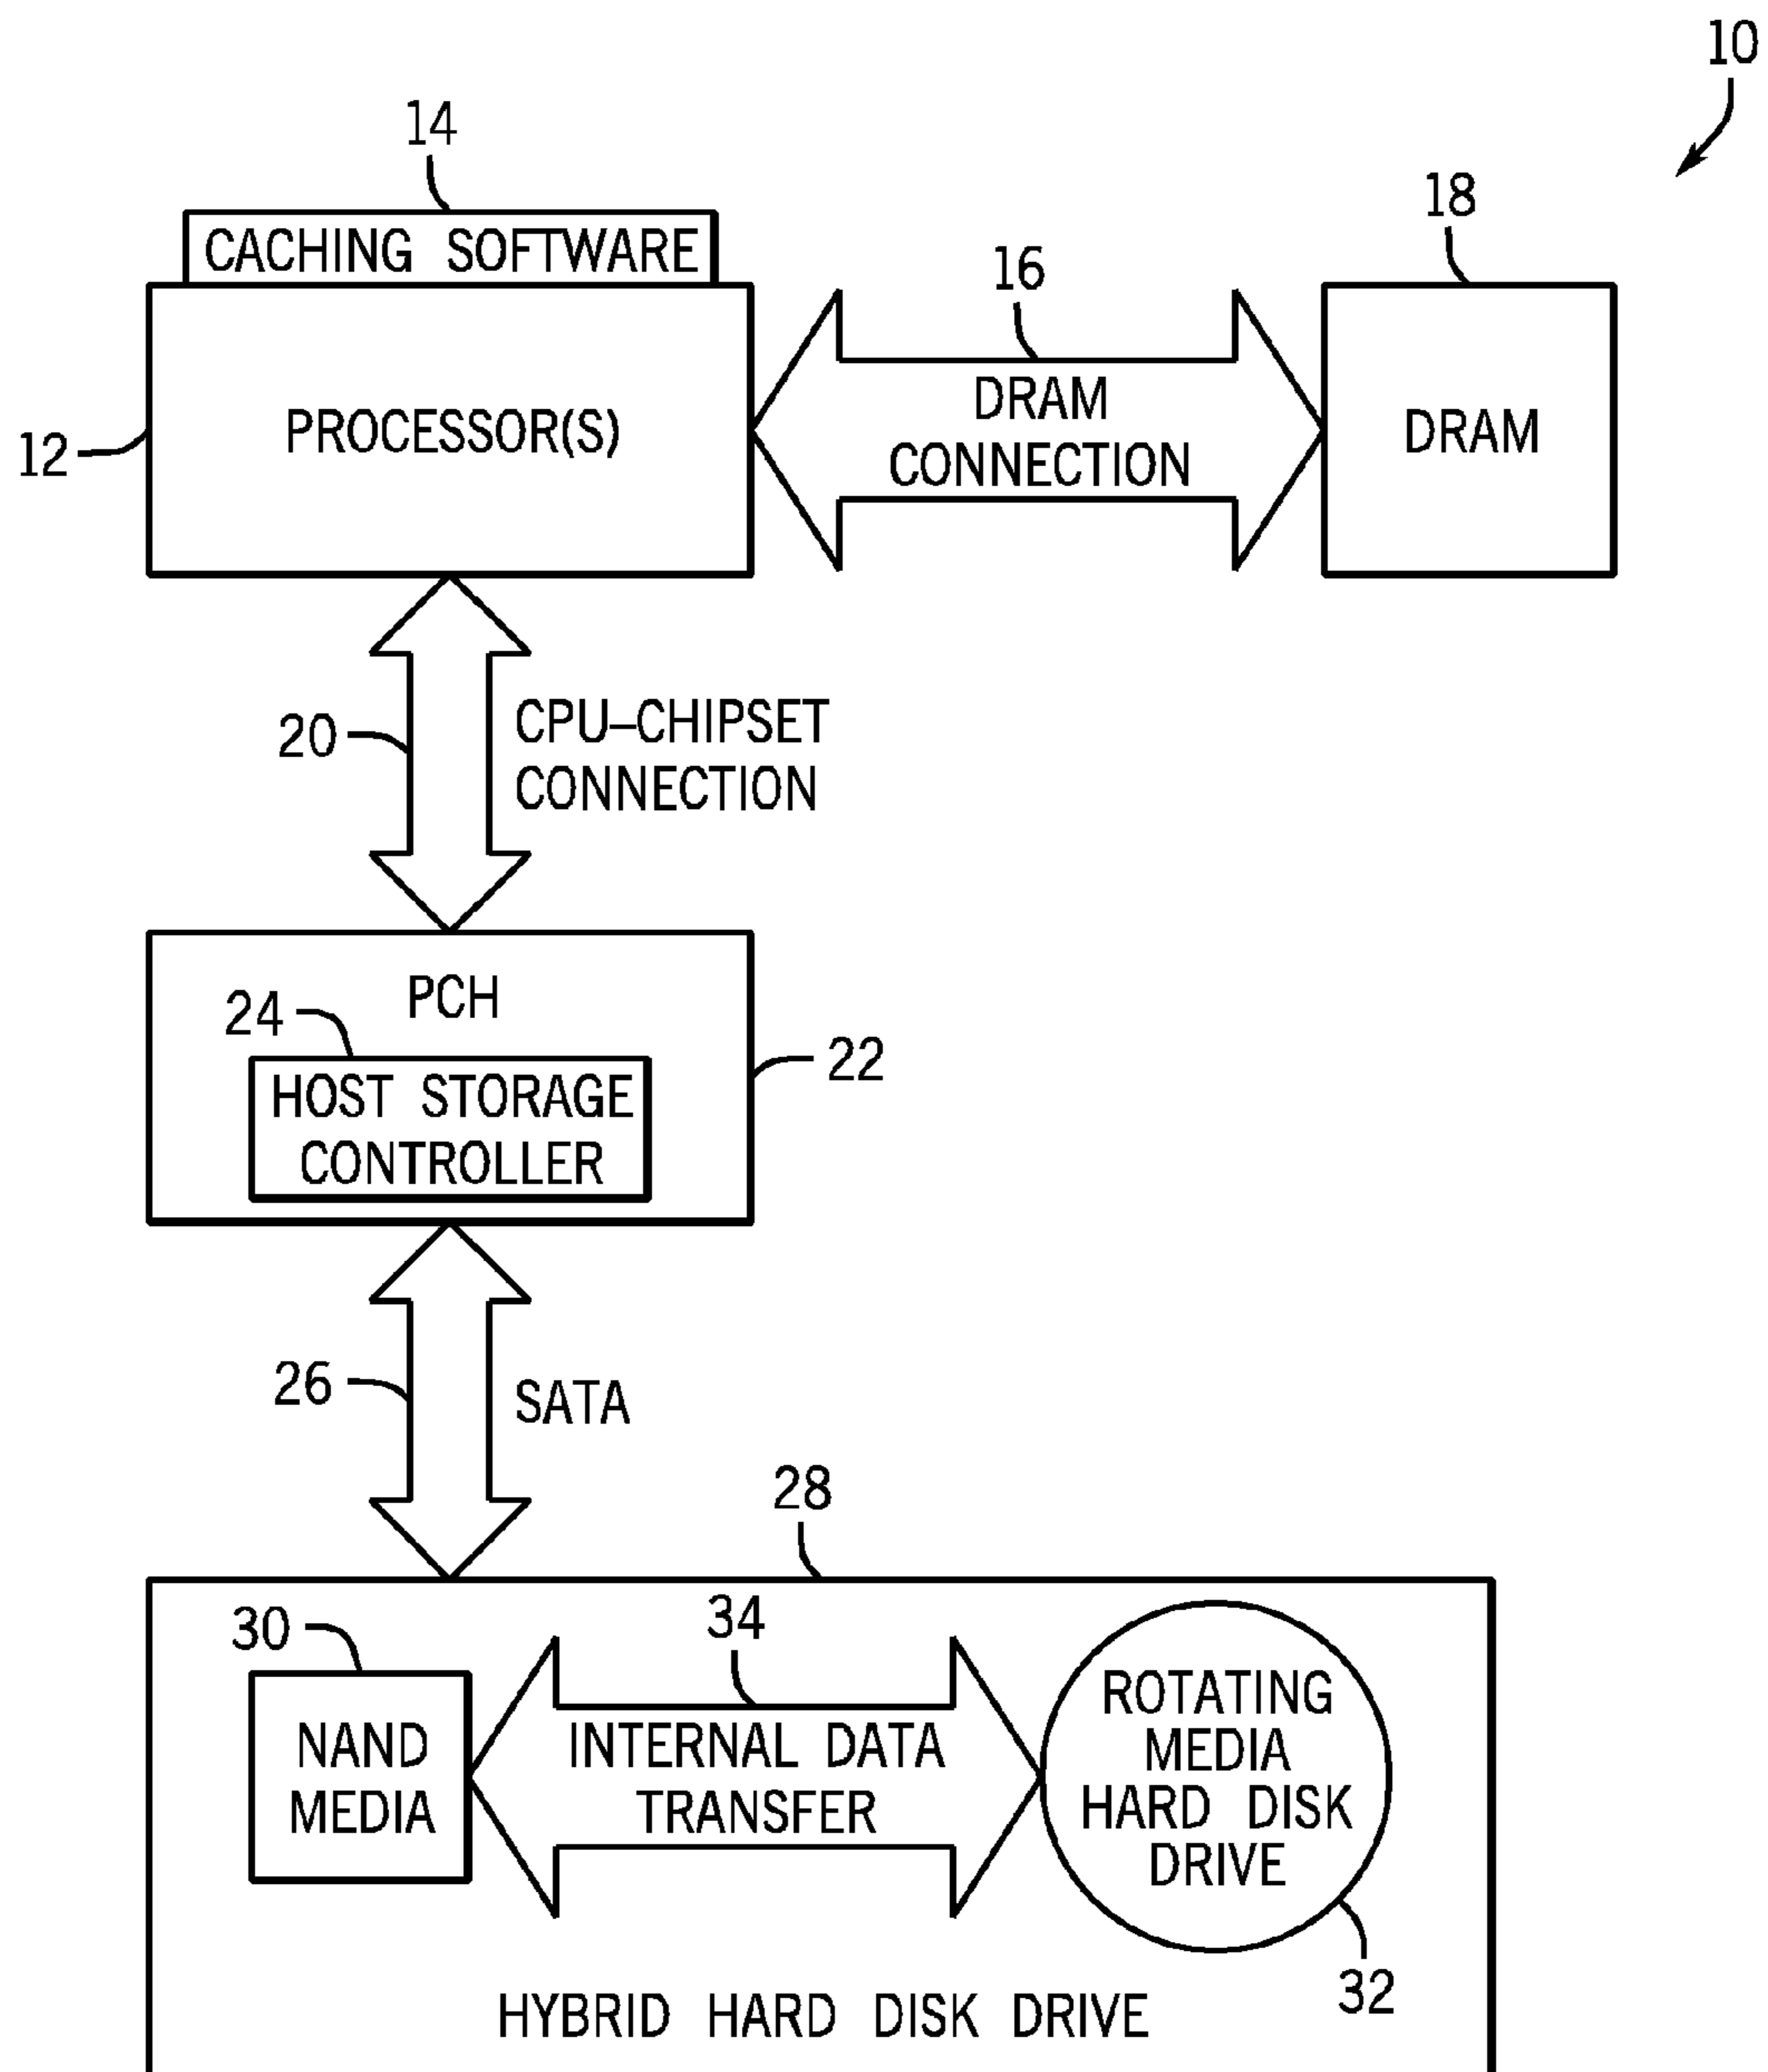 10
14
CACHING SOFTWARE
18
16
PROCESSOR(S)
12
DRAM
CONNECTION
DRAM
20
CPU–CHIPSET
CONNECTION
PCH
24
22
HOST STORAGE
CONTROLLER
26
SATA
28
30
34
NAND
MEDIA
INTERNAL DATA
TRANSFER
ROTATING
MEDIA
HARD DISK
DRIVE
32
HYBRID HARD DISK DRIVE